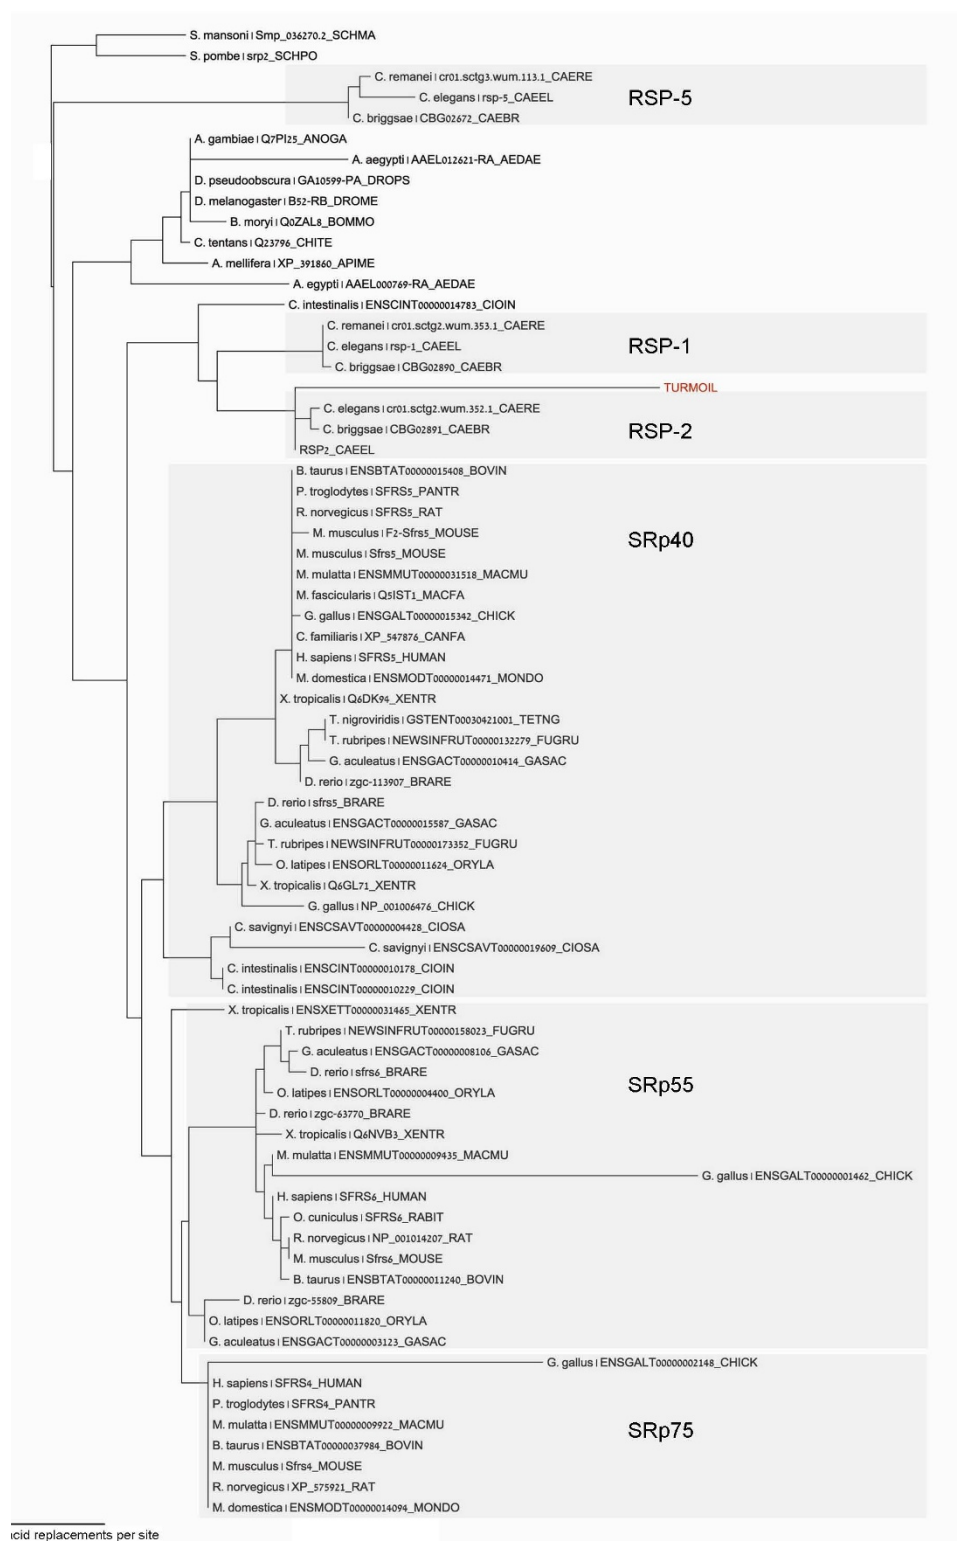 S. mansoni | Smp_036270.2_SCHMA
S. pombe | srp2_SCHPO
C. remanei | cr01.sctg3.wum.113.1_CAERE
C. elegans | rsp-5_CAEEL
RSP-5
C. briggsae | CBG02672_CAEBR
A. gambiae | Q7PI25_ANOGA
A. aegypti | AAEL012621-RA_AEDAE
D. pseudoobscura | GA10599-PA_DROPS
D. melanogaster | B52-RB_DROME
B. moryi | Q0ZAL8_BOMMO
C. tentans | Q23796_CHITE
A. mellifera | XP_391860_APIME
A. egypti | AAEL000769-RA_AEDAE
C. intestinalis | ENSCINT00000014783_CIOIN
C. remanei | cr01.sctg2.wum.353.1_CAERE
C. elegans | rsp-1_CAEEL
RSP-1
C. briggsae | CBG02890_CAEBR
TURMOIL
C. elegans | cr01.sctg2.wum.352.1_CAERE
C. briggsae | CBG02891_CAEBR
RSP-2
RSP2_CAEEL
B. taurus | ENSBTAT00000015408_BOVIN
P. troglodytes | SFRS5_PANTR
R. norvegicus | SFRS5_RAT
M. musculus | F2-Sfrs5_MOUSE
SRp40
M. musculus | Sfrs5_MOUSE
M. mulatta | ENSMMUT00000031518_MACMU
M. fascicularis | Q5IST1_MACFA
G. gallus | ENSGALT00000015342_CHICK
C. familiaris | XP_547876_CANFA
H. sapiens | SFRS5_HUMAN
M. domestica | ENSMODT00000014471_MONDO
X. tropicalis | Q6DK94_XENTR
T. nigroviridis | GSTENT00030421001_TETNG
T. rubripes | NEWSINFRUT00000132279_FUGRU
G. aculeatus | ENSGACT00000010414_GASAC
D. rerio | zgc-113907_BRARE
D. rerio | sfrs5_BRARE
G. aculeatus | ENSGACT00000015587_GASAC
T. rubripes | NEWSINFRUT00000173352_FUGRU
O. latipes | ENSORLT00000011624_ORYLA
X. tropicalis | Q6GL71_XENTR
G. gallus | NP_001006476_CHICK
C. savignyi | ENSCSAVT00000004428_CIOSA
C. savignyi | ENSCSAVT00000019609_CIOSA
C. intestinalis | ENSCINT00000010178_CIOIN
C. intestinalis | ENSCINT00000010229_CIOIN
X. tropicalis | ENSXETT00000031465_XENTR
T. rubripes | NEWSINFRUT00000158023_FUGRU
G. aculeatus | ENSGACT00000008106_GASAC
D. rerio | sfrs6_BRARE
SRp55
O. latipes | ENSORLT00000004400_ORYLA
D. rerio | zgc-63770_BRARE
X. tropicalis | Q6NVB3_XENTR
M. mulatta | ENSMMUT00000009435_MACMU
G. gallus | ENSGALT00000001462_CHICK
H. sapiens | SFRS6_HUMAN
O. cuniculus | SFRS6_RABIT
R. norvegicus | NP_001014207_RAT
M. musculus | Sfrs6_MOUSE
B. taurus | ENSBTAT00000011240_BOVIN
D. rerio | zgc-55809_BRARE
O. latipes | ENSORLT00000011820_ORYLA
G. aculeatus | ENSGACT00000003123_GASAC
G. gallus | ENSGALT00000002148_CHICK
H. sapiens | SFRS4_HUMAN
P. troglodytes | SFRS4_PANTR
M. mulatta | ENSMMUT00000009922_MACMU
SRp75
B. taurus | ENSBTAT00000037984_BOVIN
M. musculus | Sfrs4_MOUSE
R. norvegicus | XP_575921_RAT
M. domestica | ENSMODT00000014094_MONDO
cid replacements per site